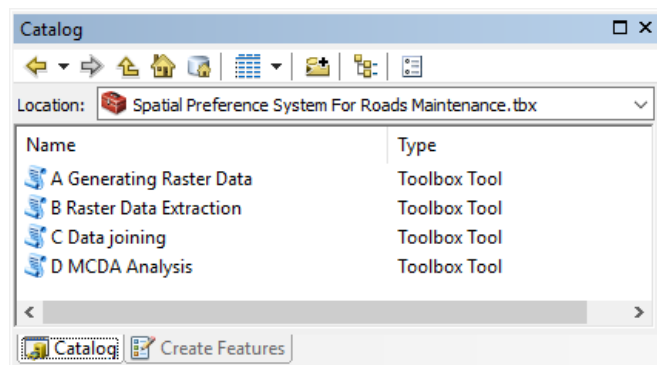 Catalog
Location: Spatial Preference System For Roads Maintenance.tbx
Name Type
A Generating Raster Data Toolbox Tool
B Raster Data Extraction Toolbox Tool
C Data joining Toolbox Tool
D MCDA Analysis Toolbox Tool
Catalog Create Features